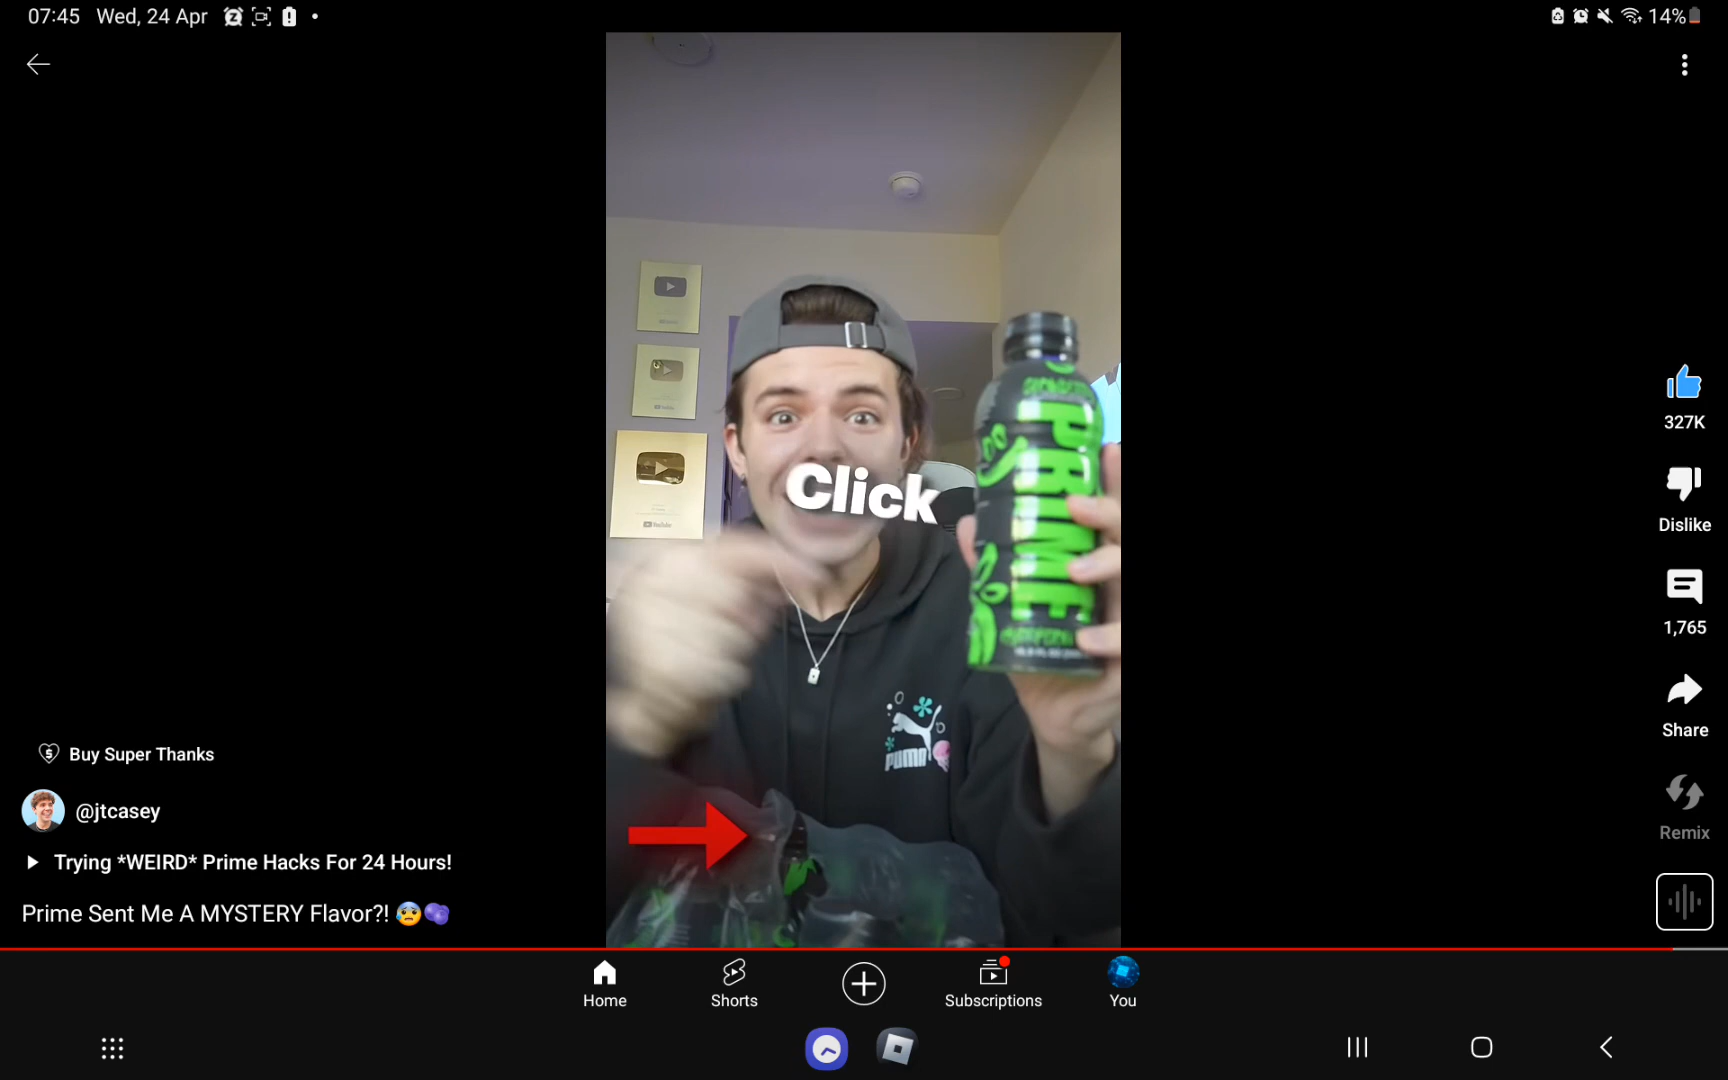 07:45 Wed, 24 Apr
14%
Click
PRIME
PUMA
YouTube
327K
Dislike
1,765
Share
Remix
Buy Super Thanks
@jtcasey
Trying *WEIRD* Prime Hacks For 24 Hours!
Prime Sent Me A MYSTERY Flavor?! 😰🫐
Home
Shorts
Subscriptions
You